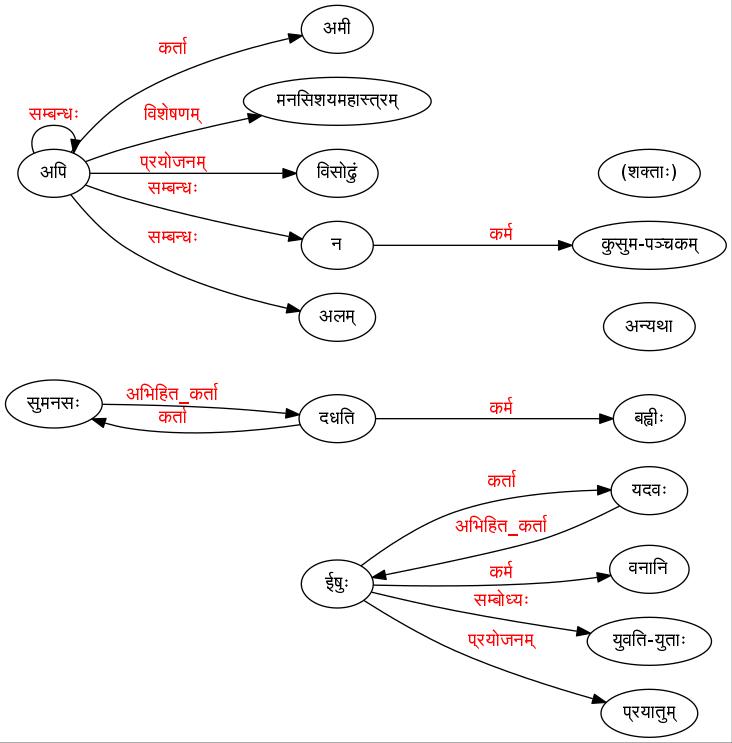 अमी
कर्ता
मनसिशयमहास्त्रम्
सम्बन्धः
विशेषणम्
अपि
प्रयोजनम्
विसोढुं
(शक्ताः)
सम्बन्धः
न
कर्म
कुसुम-पञ्चकम्
सम्बन्धः
अलम्
अन्यथा
सुमनसः
अभिहित_कर्ता
कर्ता
दधति
कर्म
बह्वीः
कर्ता
यदवः
अभिहित_कर्ता
ईषुः
कर्म
वनानि
सम्बोध्यः
युवति-युताः
प्रयोजनम्
प्रयातुम्